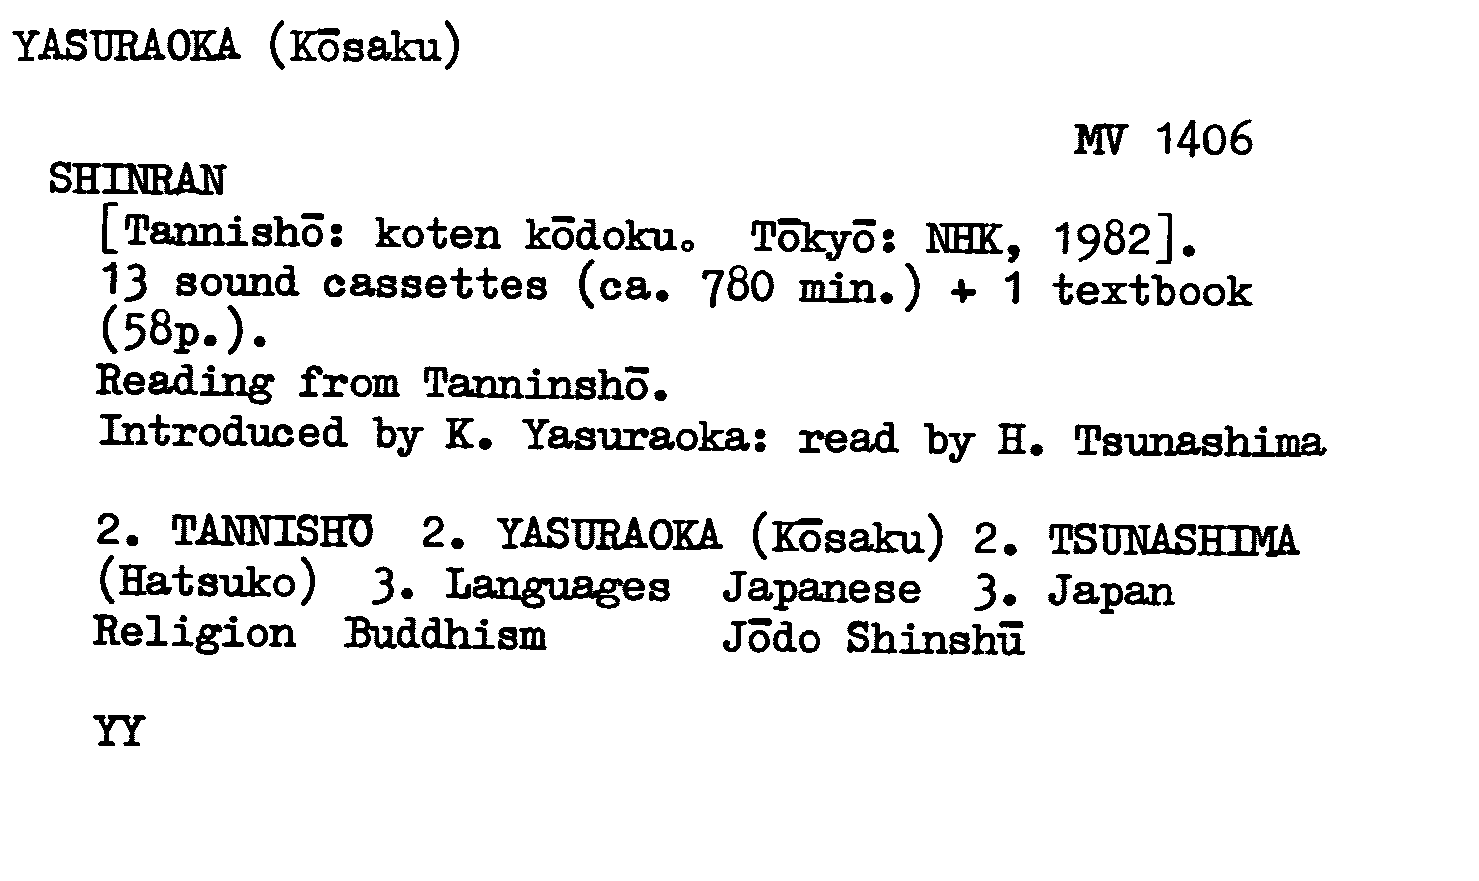 YASURAOKA (Kōsaku)
MV 1406
SHINRAN
[Tannishō: koten kōdoku. Tōkyō: NHK, 1982].
13 sound cassettes (ca. 780 min.) + 1 textbook
(58p.).
Reading from Tanninshō.
Introduced by K. Yasuraoka: read by H. Tsunashima
2. TANNISHŌ 2. YASURAOKA (Kōsaku) 2. TSUNASHIMA
(Hatsuko) 3. Languages Japanese 3. Japan
Religion Buddhism Jōdo Shinshū
YY